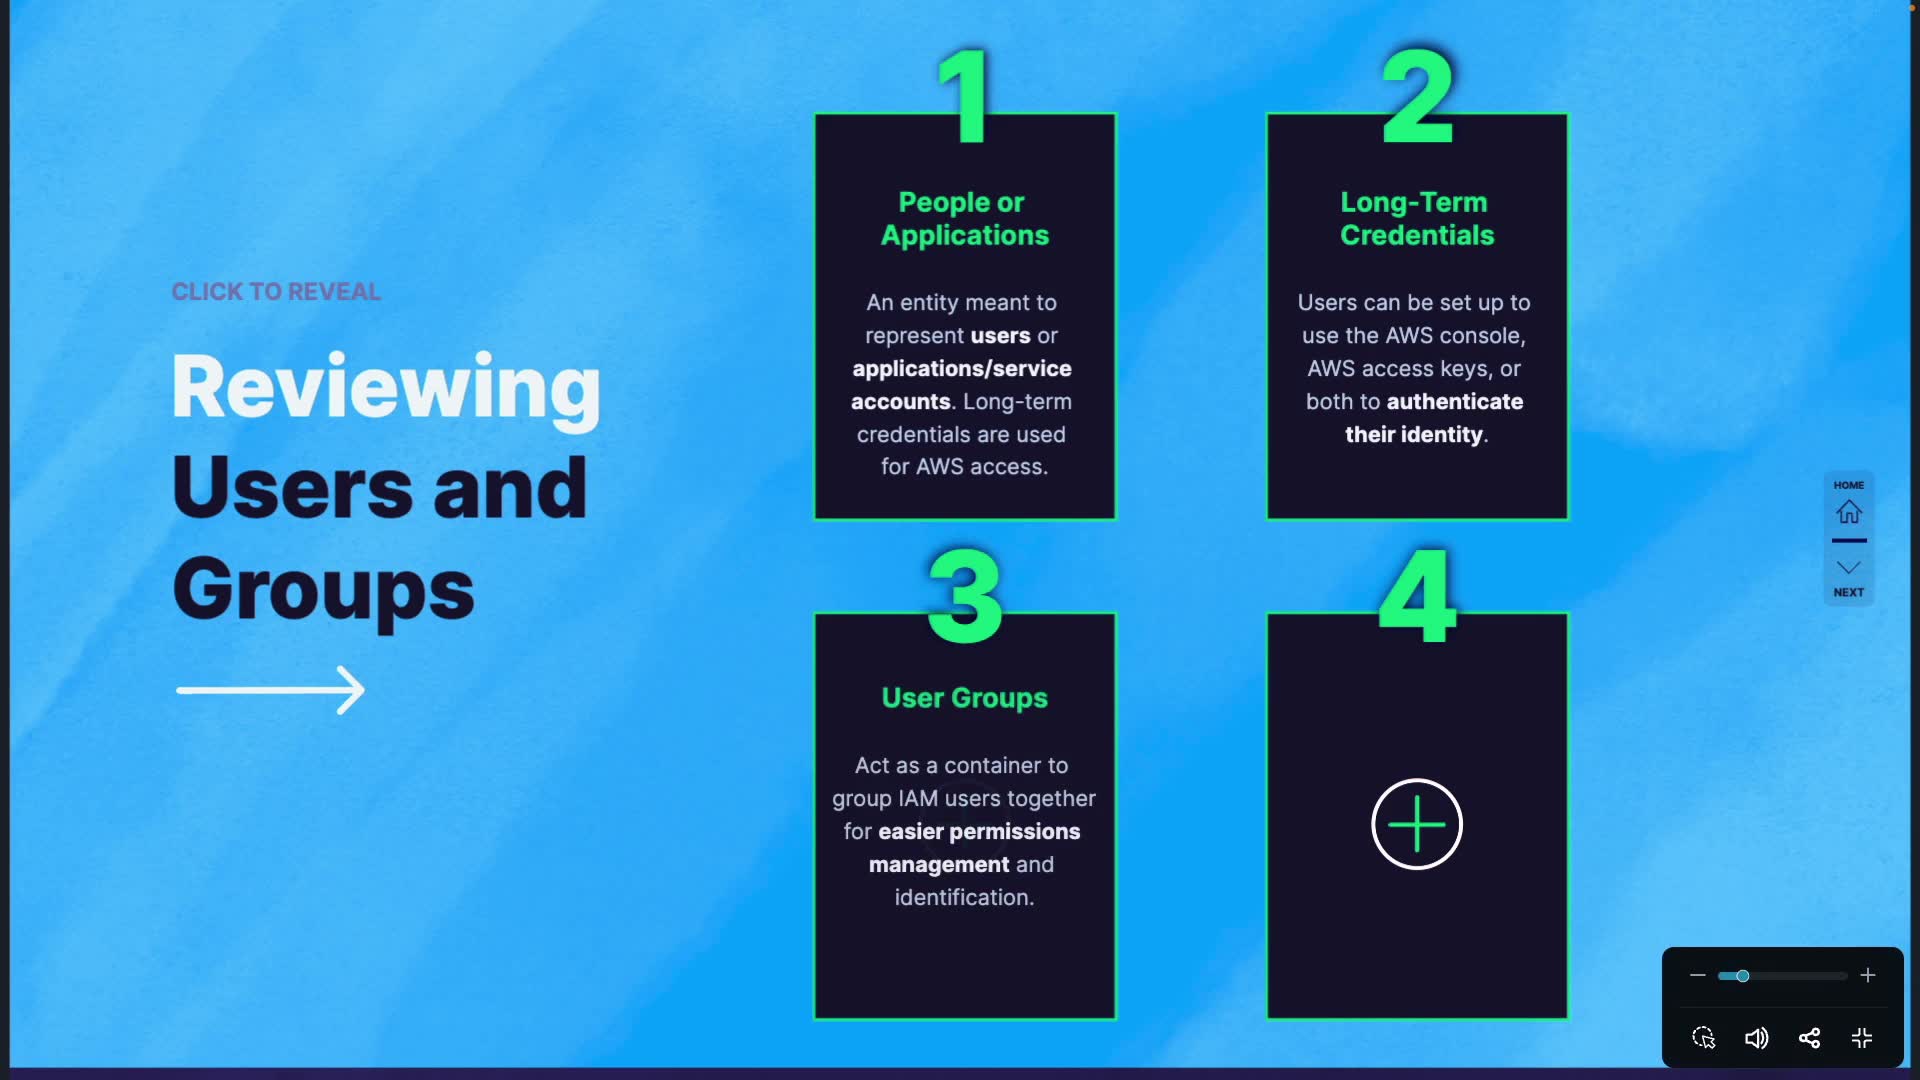 CLICK TO REVEAL
Reviewing
Users and
Groups
1
People or
Applications
An entity meant to
represent users or
applications/service
accounts. Long-term
credentials are used
for AWS access.
2
Long-Term
Credentials
Users can be set up to
use the AWS console,
AWS access keys, or
both to authenticate
their identity.
3
User Groups
Act as a container to
group IAM users together
for easier permissions
management and
identification.
4
HOME
NEXT